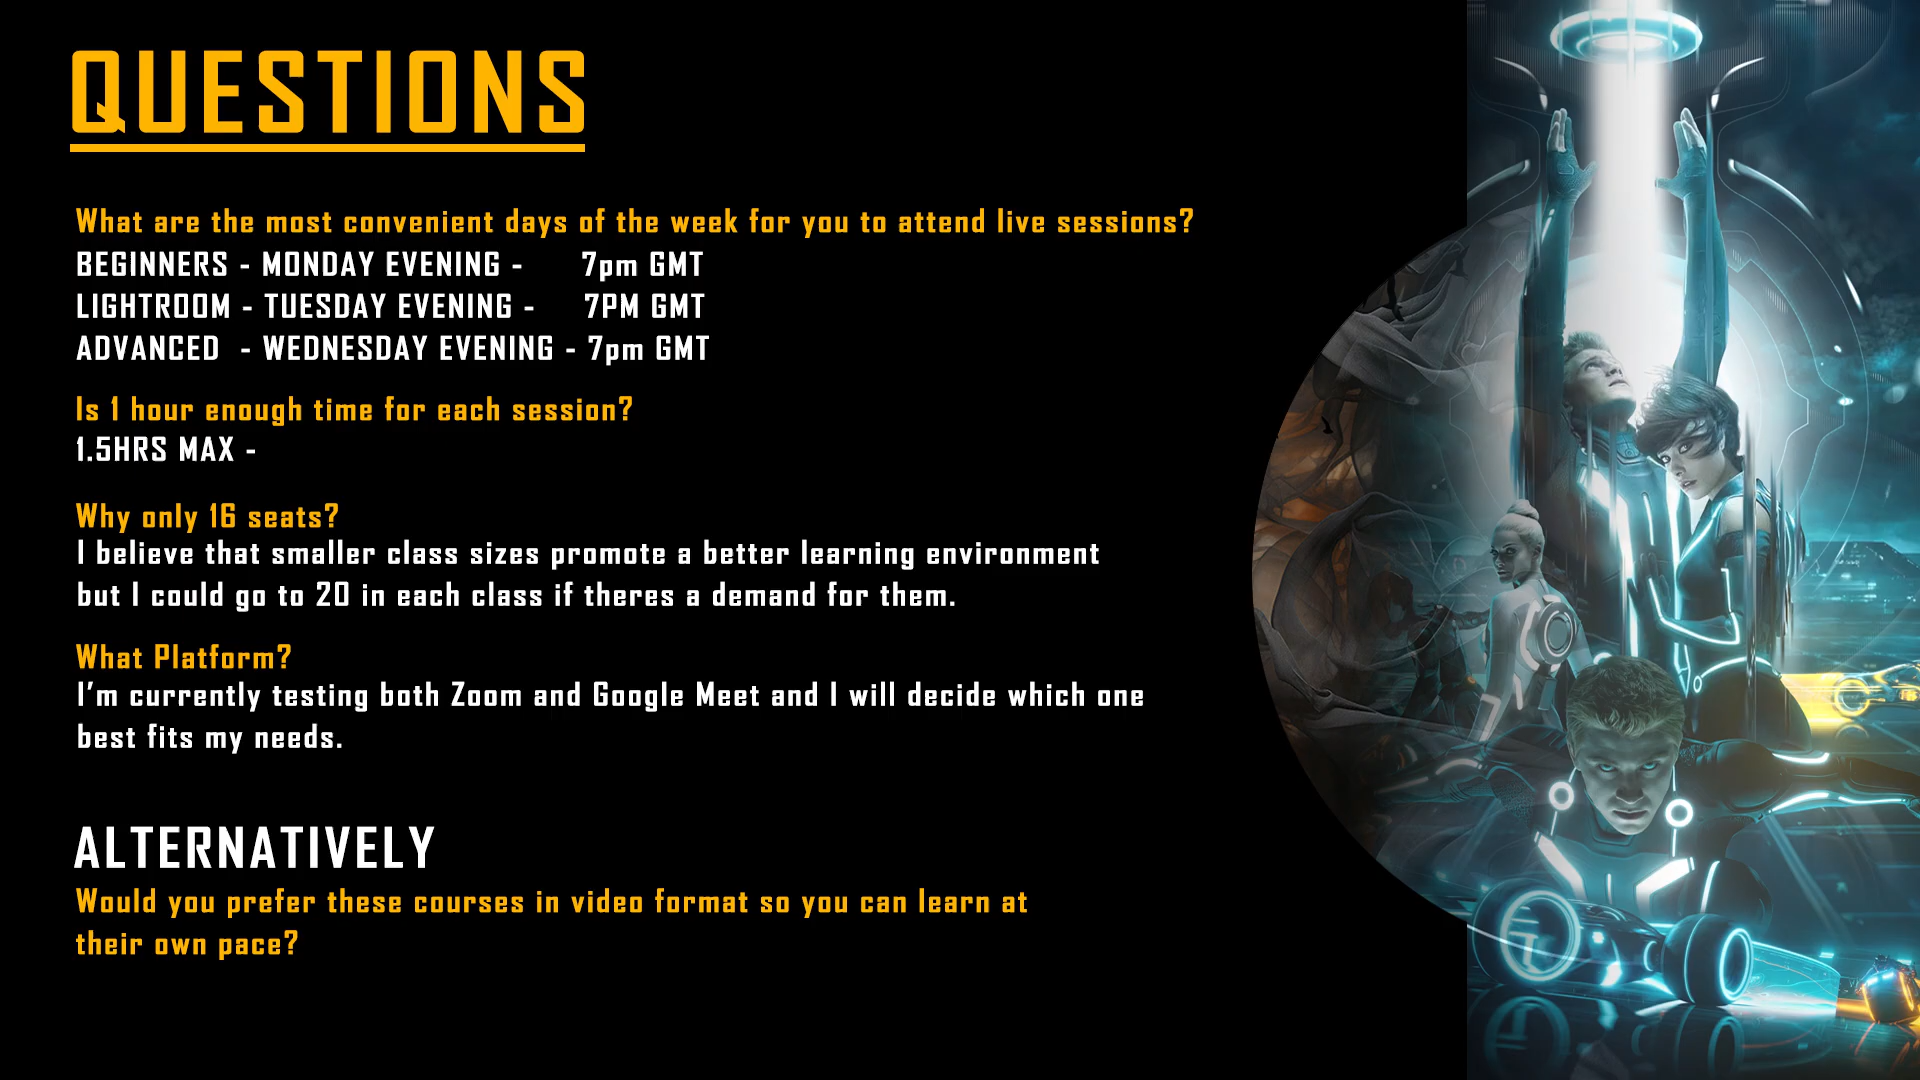 QUESTIONS
What are the most convenient days of the week for you to attend live sessions?
BEGINNERS - MONDAY EVENING - 7pm GMT
LIGHTROOM - TUESDAY EVENING - 7PM GMT
ADVANCED - WEDNESDAY EVENING - 7pm GMT
Is 1 hour enough time for each session?
1.5HRS MAX -
Why only 16 seats?
I believe that smaller class sizes promote a better learning environment
but I could go to 20 in each class if theres a demand for them.
What Platform?
I’m currently testing both Zoom and Google Meet and I will decide which one
best fits my needs.
ALTERNATIVELY
Would you prefer these courses in video format so you can learn at
their own pace?